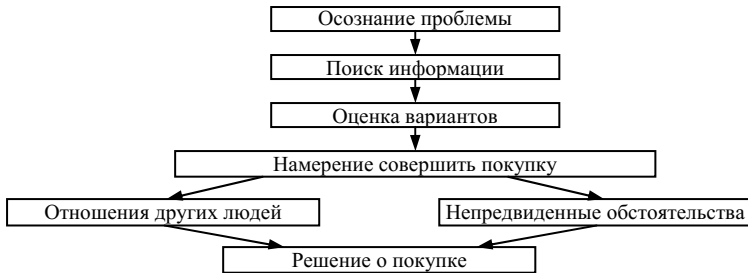 Осознание проблемы
Поиск информации
Оценка вариантов
Намерение совершить покупку
Отношения других людей
Непредвиденные обстоятельства
Решение о покупке